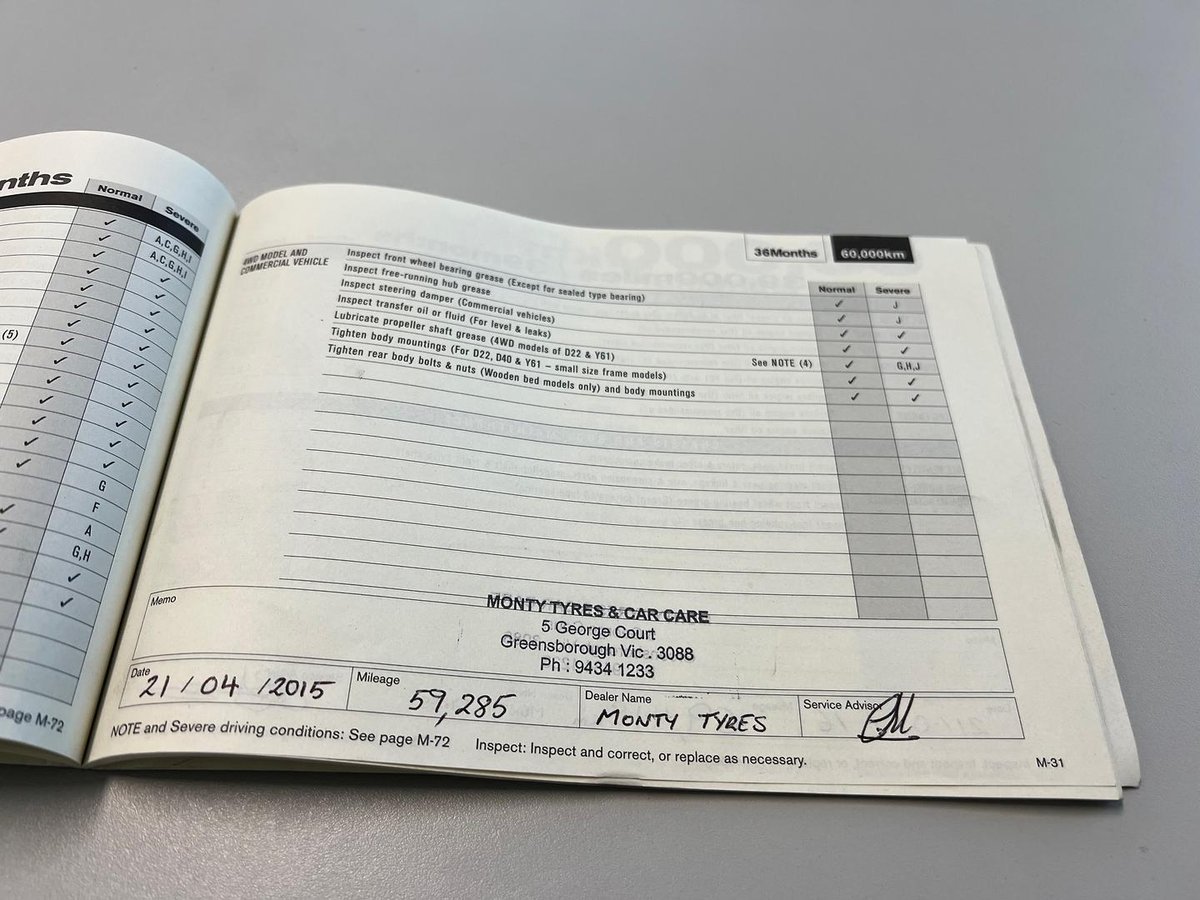 nths
Normal Severe
✓ A,C,G,H,I
✓ A,C,G,H,I
✓ ✓
✓ ✓
✓ ✓
(5) ✓ ✓
✓ ✓
✓ ✓
✓ ✓
✓ ✓
✓ ✓
✓ G
✓ F
✓ A
G,H
✓
✓
page M-72
36Months 60,000km
Normal Severe
4WD MODEL AND
COMMERCIAL VEHICLE
Inspect front wheel bearing grease (Except for sealed type bearing) ✓ J
Inspect free-running hub grease ✓ J
Inspect steering damper (Commercial vehicles) ✓ ✓
Inspect transfer oil or fluid (For level & leaks) ✓ ✓
Lubricate propeller shaft grease (4WD models of D22 & Y61) See NOTE (4) ✓ G,H,J
Tighten body mountings (For D22, D40 & Y61 – small size frame models) ✓ ✓
Tighten rear body bolts & nuts (Wooden bed models only) and body mountings ✓ ✓
Memo
MONTY TYRES & CAR CARE
5 George Court
Greensborough Vic . 3088
Ph : 9434 1233
Date 21 / 04 / 2015
Mileage 59,285
Dealer Name MONTY TYRES
Service Advisor
NOTE and Severe driving conditions: See page M-72 Inspect: Inspect and correct, or replace as necessary.
M-31